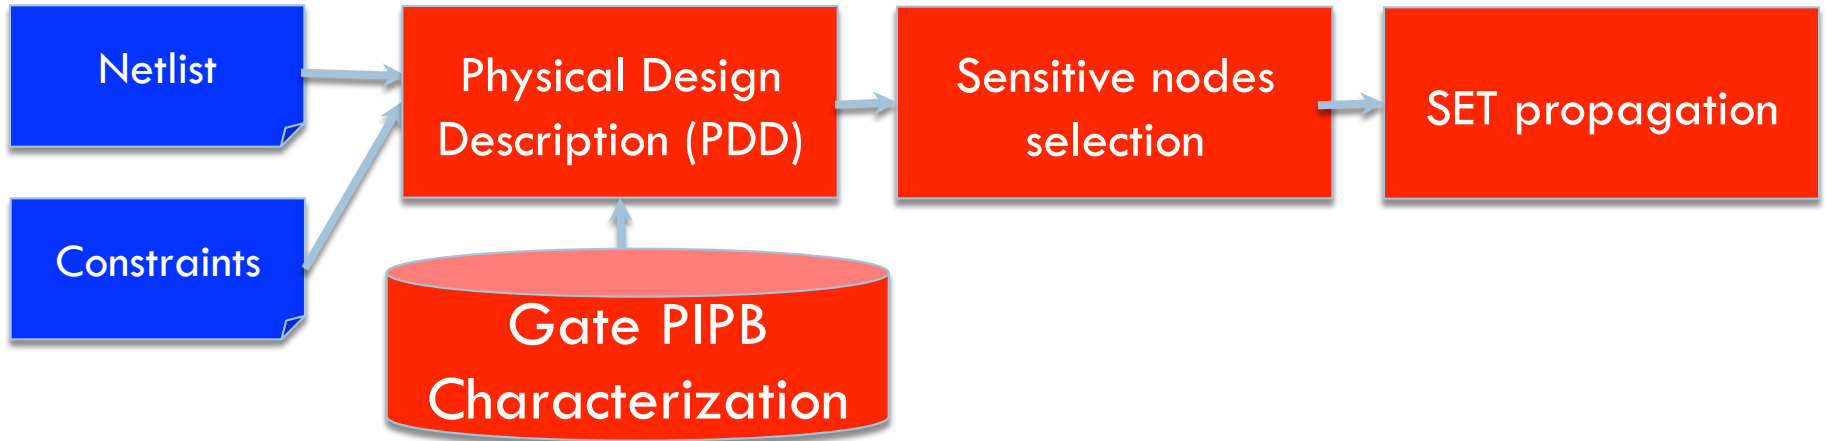 Netlist
Physical Design
Description (PDD)
Sensitive nodes
selection
SET propagation
Constraints
Gate PIPB
Characterization